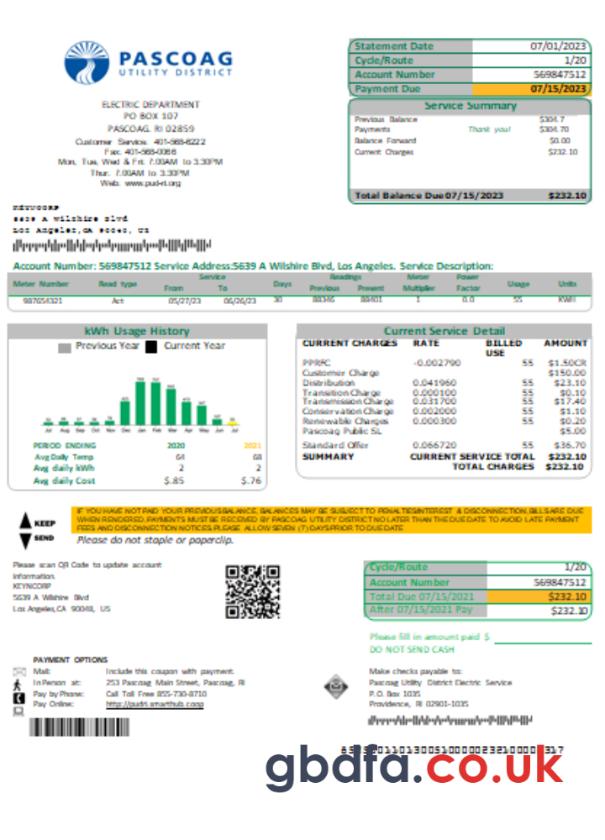 PASCOAG
UTILITY DISTRICT
ELECTRIC DEPARTMENT
PO BOX 107
PASCOAG, RI 02859
Customer Service. 401-568-6222
Fax. 401-568-0066
Mon, Tue, Wed & Fri. 7.00AM to 3.30PM
Thur. 7.00AM to 3.30PM
Web. www.pud-ri.org
Statement Date 07/01/2023
Cycle/Route 1/20
Account Number 569847512
Payment Due 07/15/2023
Service Summary
Previous Balance $304.7
Payments Thank you! $304.70
Balance Forward $0.00
Current Charges $232.10
Total Balance Due07/15/2023 $232.10
KEYNCORP
5639 A Wilshire Blvd
Los Angeles,CA 90048, US
Account Number: 569847512 Service Address:5639 A Wilshire Blvd, Los Angeles. Service Description:
Meter Number Read type Service From To Days Readings Previous Present Meter Multiplier Power Factor Usage Units
987654321 Act 05/27/23 06/26/23 30 88346 88401 1 0.0 55 KWH
kWh Usage History
Previous Year Current Year
Jul Aug Sep Oct Nov Dec Jan Feb Mar Apr May Jun Jul
PERIOD ENDING 2020 2021
Avg Daily Temp 64 68
Avg daily kWh 2 2
Avg daily Cost $.85 $.76
Current Service Detail
CURRENT CHARGES RATE BILLED USE AMOUNT
PPRFC -0.002790 55 $1.50CR
Customer Charge $150.00
Distribution 0.041960 55 $23.10
Transition Charge 0.000100 55 $0.10
Transmission Charge 0.031700 55 $17.40
Conservation Charge 0.002000 55 $1.10
Renewable Charges 0.000300 55 $0.20
Pascoag Public SL $5.00
Standard Offer 0.066720 55 $36.70
SUMMARY CURRENT SERVICE TOTAL $232.10
TOTAL CHARGES $232.10
KEEP
SEND
IF YOU HAVE NOT PAID YOUR PREVIOUS BALANCE, BALANCES MAY BE SUBJECT TO PENALTIES/INTEREST & DISCONNECTION,BILLS ARE DUE
WHEN RENDERED,PAYMENTS MUST BE RECEIVED BY PASCOAG UTILITY DISTRICT NO LATER THAN THE DUE DATE TO AVOID LATE PAYMENT
FEES AND DISCONNECTION NOTICES.PLEASE ALLOW SEVEN (7) DAYS PRIOR TO DUE DATE
Please do not staple or paperclip.
Please scan QR Code to update account
information
KEYNCORP
5639 A Wilshire Blvd
Los Angeles,CA 90048, US
Cycle/Route 1/20
Account Number 569847512
Total Due 07/15/2021 $232.10
After 07/15/2021 Pay $232.10
Please fill in amount paid $
DO NOT SEND CASH
PAYMENT OPTIONS
Mail: Include this coupon with payment.
In Person at: 253 Pascoag Main Street, Pascoag, RI
Pay by Phone: Call Toll Free 855-730-8710
Pay Online: http://pudri.smarthub.coop
Make checks payable to:
Pascoag Utility District Electric Service
P.O. Box 1035
Providence, RI 02901-1035
gbdfa.co.uk